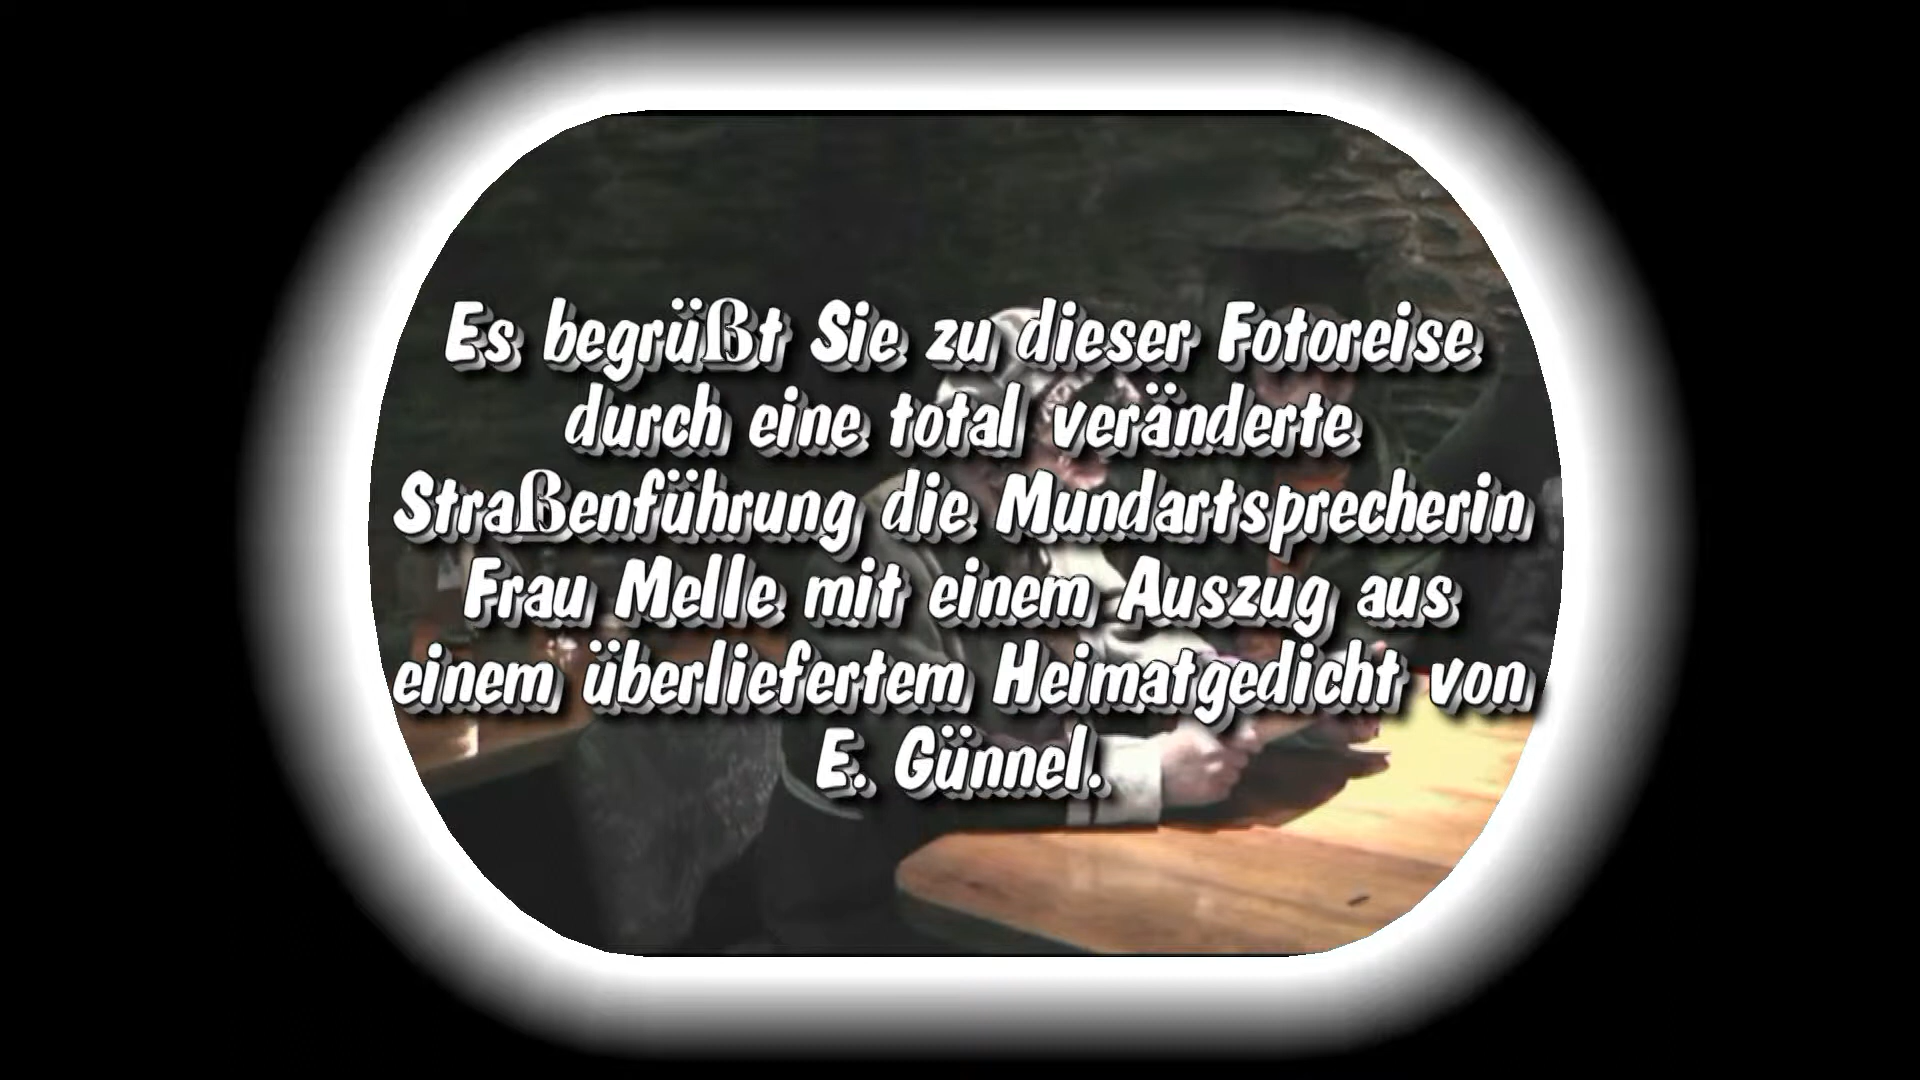 Es begrüßt Sie zu dieser Fotoreise
durch eine total veränderte
Straßenführung die Mundartsprecherin
Frau Melle mit einem Auszug aus
einem überliefertem Heimatgedicht von
E. Günnel.